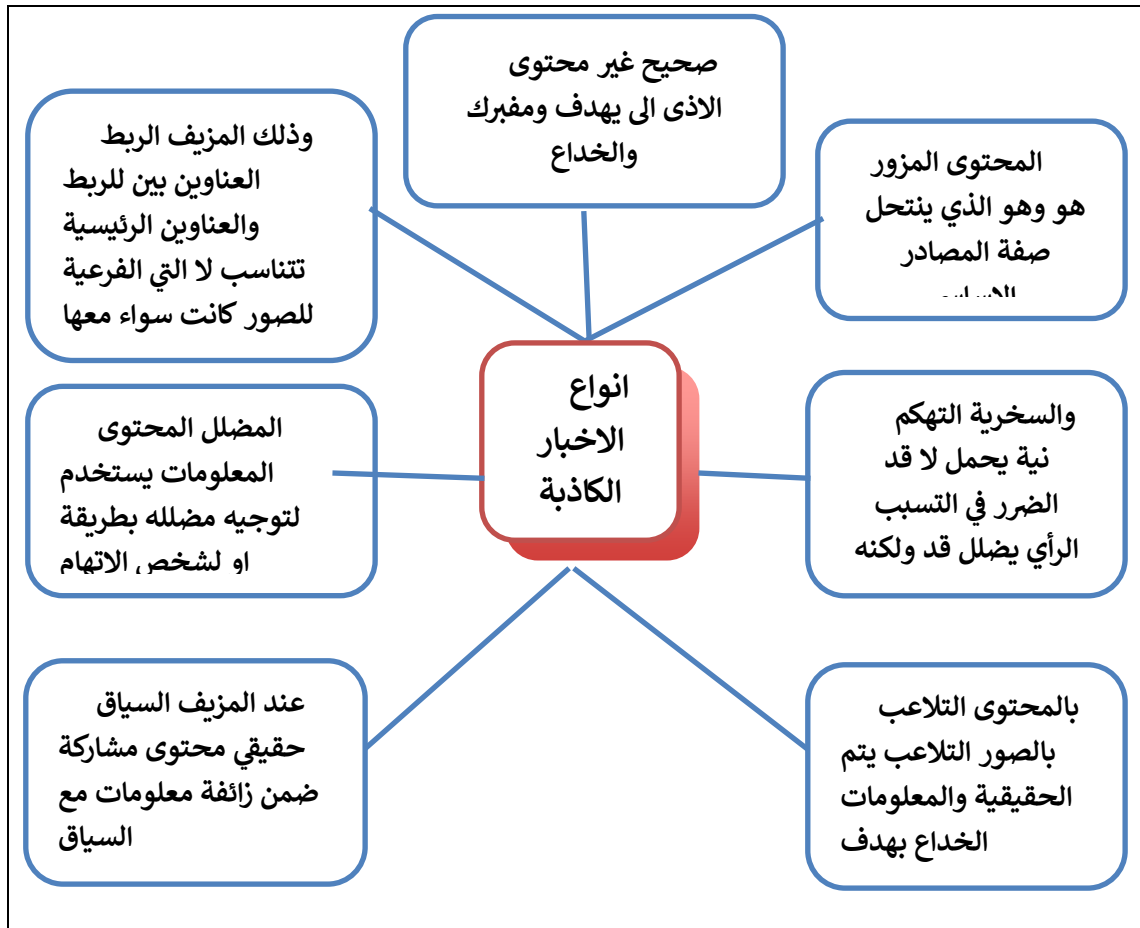 صحيح غير محتوى
الاذى الى يهدف ومفبرك
والخداع
المحتوى المزور
هو وهو الذي ينتحل
صفة المصادر
وذلك المزيف الربط
العناوين بين للربط
والعناوين الرئيسية
تتناسب لا التي الفرعية
للصور كانت سواء معها
انواع
الاخبار
الكاذبة
والسخرية التهكم
نية يحمل لا قد
الضرر في التسبب
الرأي يضلل قد ولكنه
المضلل المحتوى
المعلومات يستخدم
لتوجيه مضلله بطريقة
او لشخص الاتهام
بالمحتوى التلاعب
بالصور التلاعب يتم
الحقيقية والمعلومات
الخداع بهدف
عند المزيف السياق
حقيقي محتوى مشاركة
ضمن زائفة معلومات مع
السياق